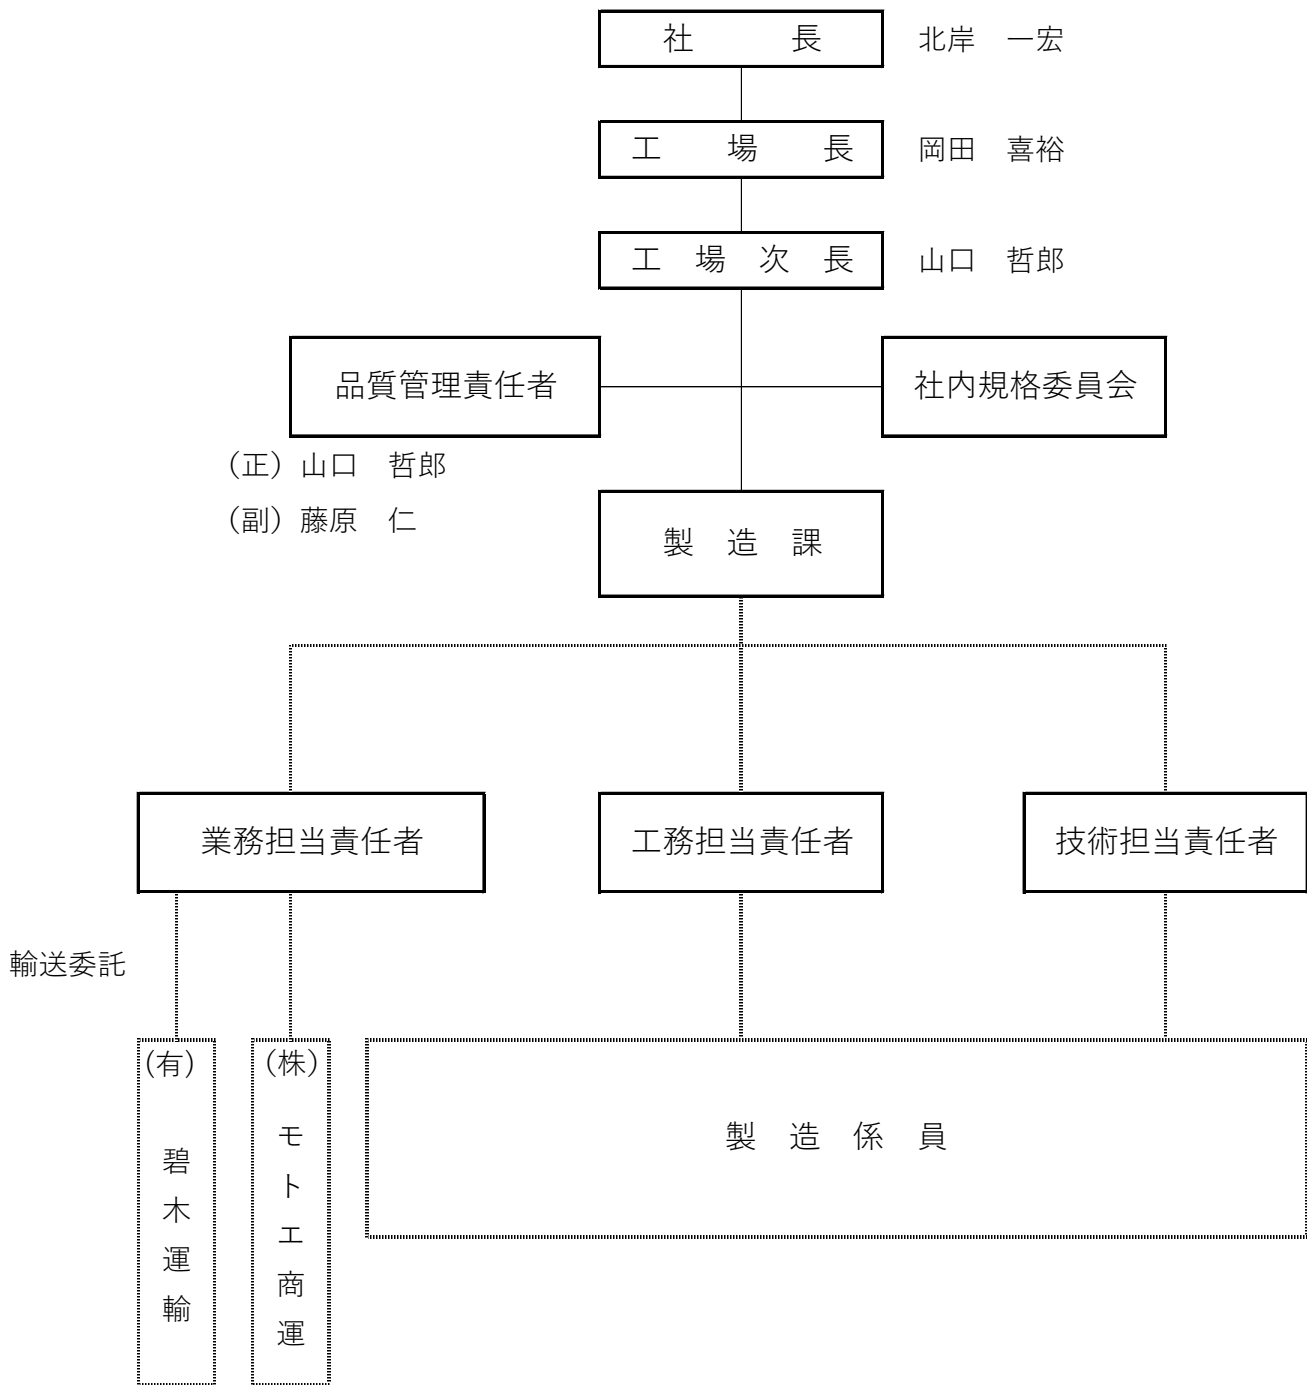 社　　　長　北岸　一宏
工　　場　　長　岡田　喜裕
工　場　次　長　山口　哲郎
品質管理責任者　社内規格委員会
（正）山口　哲郎
（副）藤原　仁
製　造　課
業務担当責任者　工務担当責任者　技術担当責任者
輸送委託
（有）碧木運輸
（株）モトエ商運
製　造　係　員